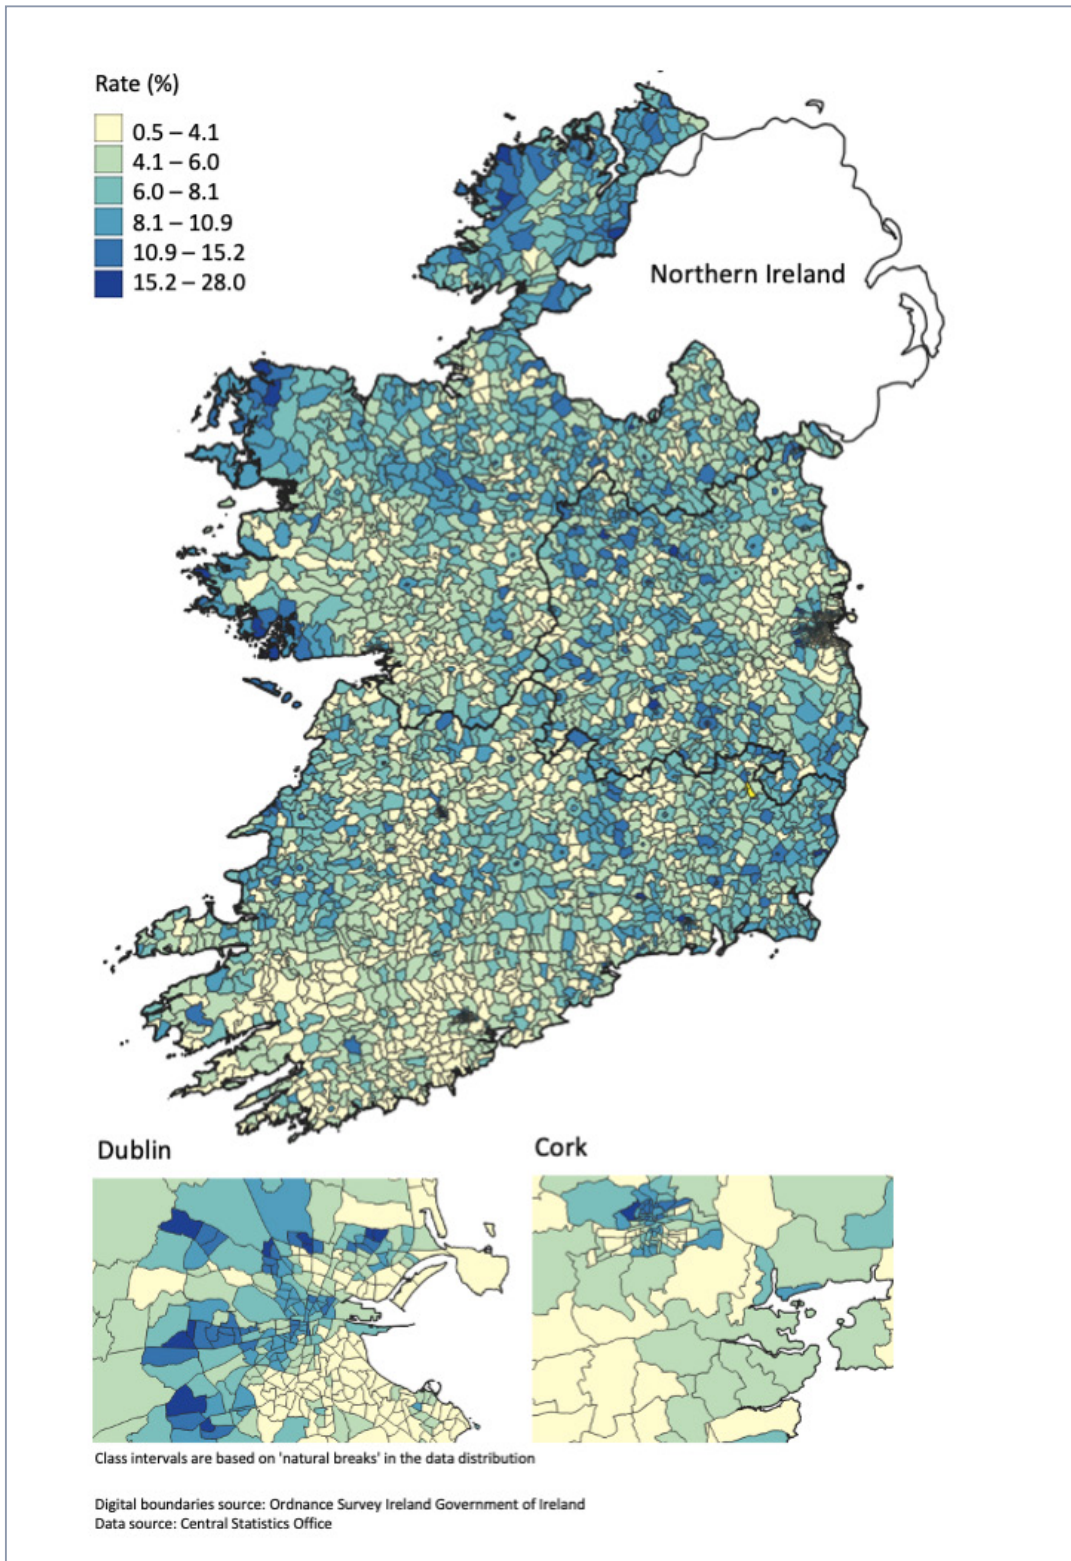 Rate (%)
0.5 – 4.1
4.1 – 6.0
6.0 – 8.1
8.1 – 10.9
10.9 – 15.2
15.2 – 28.0
Northern Ireland
Dublin
Cork
Class intervals are based on 'natural breaks' in the data distribution
Digital boundaries source: Ordnance Survey Ireland Government of Ireland
Data source: Central Statistics Office